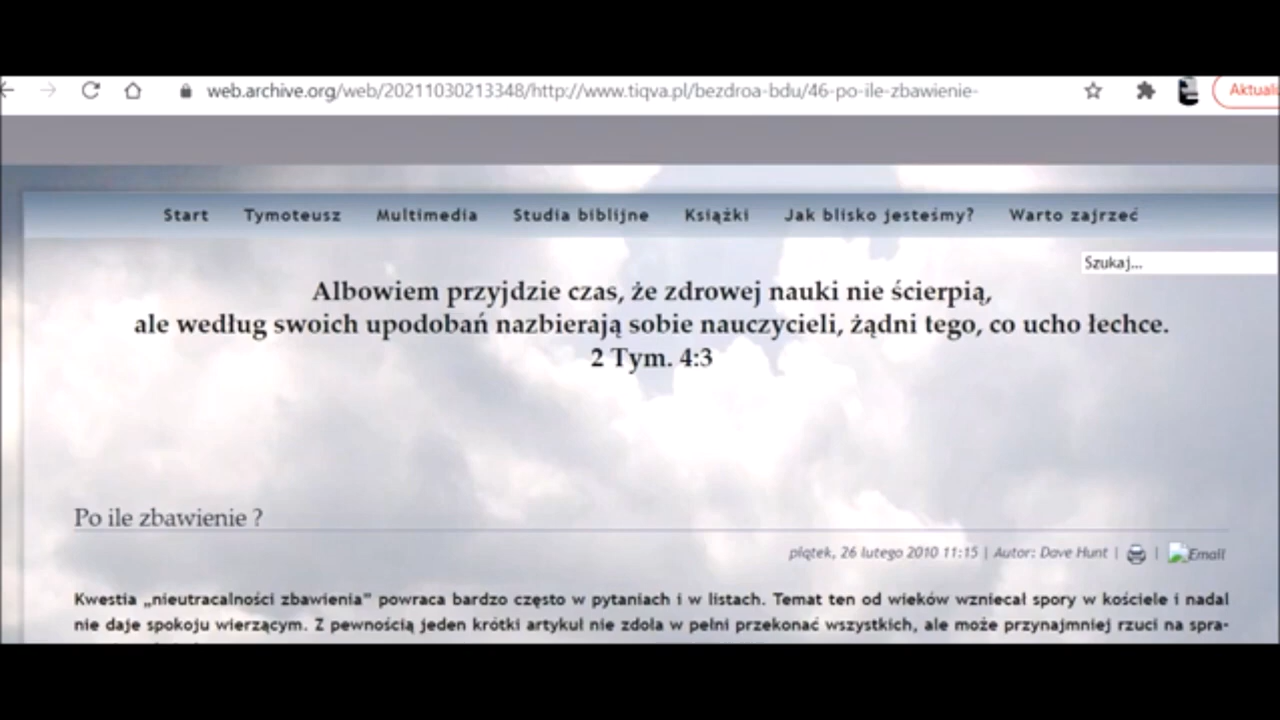 web.archive.org/web/20211030213348/http://www.tiqva.pl/bezdroa-bdu/46-po-ile-zbawienie-
Start Tymoteusz Multimedia Studia biblijne Książki Jak blisko jesteśmy? Warto zajrzeć
Szukaj...
Albowiem przyjdzie czas, że zdrowej nauki nie ścierpią,
ale według swoich upodobań nazbierają sobie nauczycieli, żądni tego, co ucho łechce.
2 Tym. 4:3
Po ile zbawienie ?
piątek, 26 lutego 2010 11:15 | Autor: Dave Hunt | | Email
Kwestia „nieutracalności zbawienia" powraca bardzo często w pytaniach i w listach. Temat ten od wieków wzniecał spory w kościele i nadal
nie daje spokoju wierzącym. Z pewnością jeden krótki artykuł nie zdoła w pełni przekonać wszystkich, ale może przynajmniej rzuci na spra-